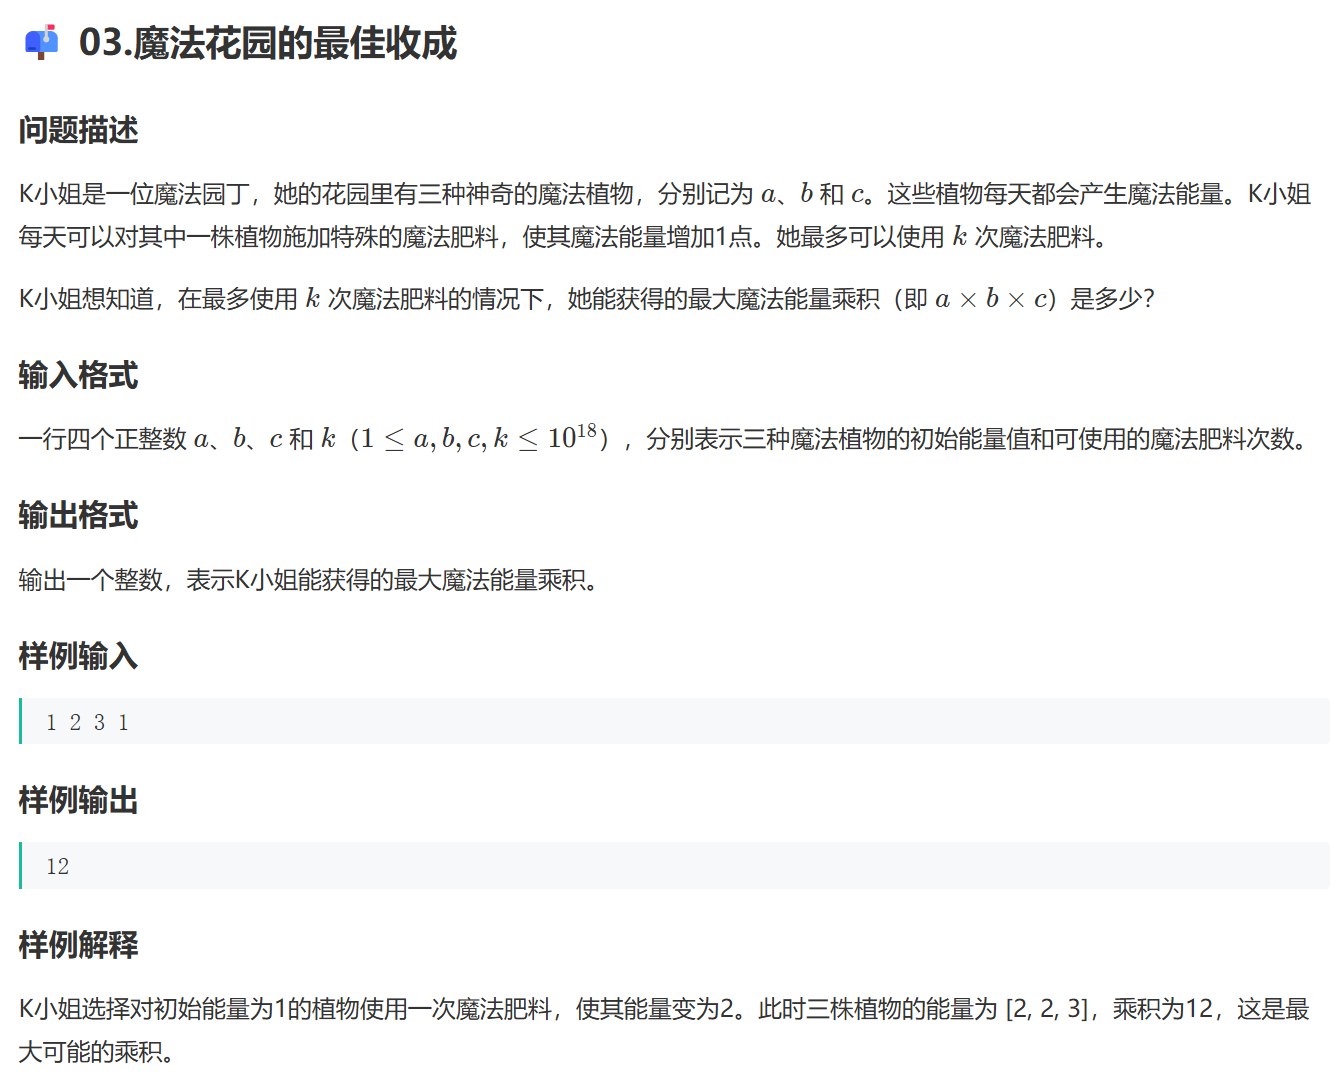 03.魔法花园的最佳收成
问题描述
K小姐是一位魔法园丁，她的花园里有三种神奇的魔法植物，分别记为 a、b 和 c。这些植物每天都会产生魔法能量。K小姐
每天可以对其中一株植物施加特殊的魔法肥料，使其魔法能量增加1点。她最多可以使用 k 次魔法肥料。
K小姐想知道，在最多使用 k 次魔法肥料的情况下，她能获得的最大魔法能量乘积（即 a × b × c）是多少？
输入格式
一行四个正整数 a、b、c 和 k（1 ≤ a, b, c, k ≤ 10^18），分别表示三种魔法植物的初始能量值和可使用的魔法肥料次数。
输出格式
输出一个整数，表示K小姐能获得的最大魔法能量乘积。
样例输入
1 2 3 1
样例输出
12
样例解释
K小姐选择对初始能量为1的植物使用一次魔法肥料，使其能量变为2。此时三株植物的能量为 [2, 2, 3]，乘积为12，这是最
大可能的乘积。